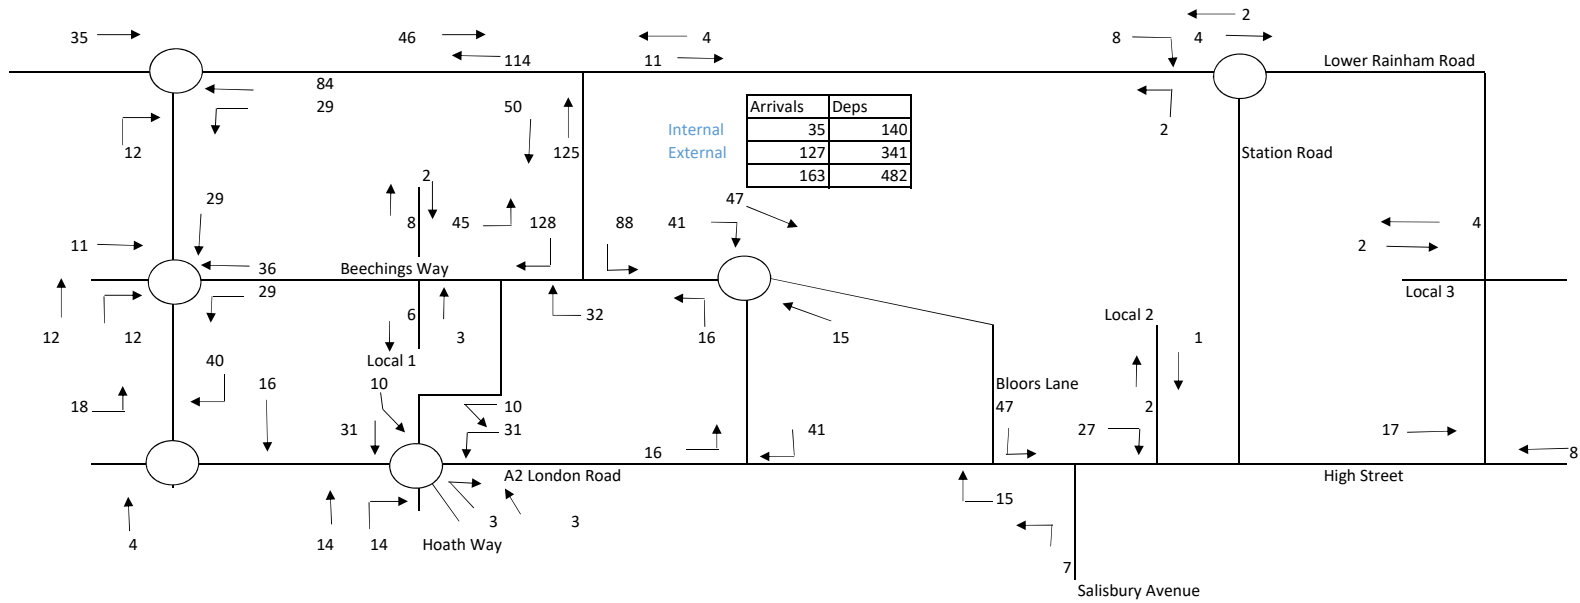 2
35 46 4 8 4
114 11 Lower Rainham Road
84
29 50 Arrivals Deps
Internal 35 140 2
12 125 External 127 341 Station Road
163 482
2
29 47
8 45 128 88 41 4
11 2
36 Beechings Way
29 Local 3
6 32 Local 2
12 12 3 16 15 1
40 Local 1
16 10 Bloors Lane
18 10 47 2
31 31 41 27 17
16 8
A2 London Road High Street
15
3 3
4 14 14 Hoath Way
7
Salisbury Avenue